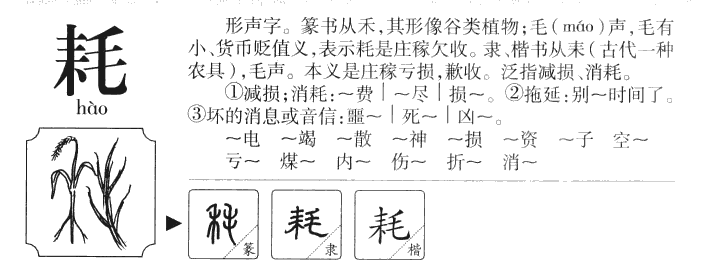 耗
hào
形声字。篆书从禾,其形像谷类植物;毛(máo)声,毛有
小、货币贬值义,表示耗是庄稼欠收。隶、楷书从耒(古代一种
农具),毛声。本义是庄稼亏损,歉收。泛指减损、消耗。
①减损;消耗:～费｜～尽｜损～。②拖延:别～时间了。
③坏的消息或音信:噩～｜死～｜凶～。
～电 ～竭 ～散 ～神 ～损 ～资 ～子 空～
亏～ 煤～ 内～ 伤～ 折～ 消～
耗 篆 耗 隶 耗 楷